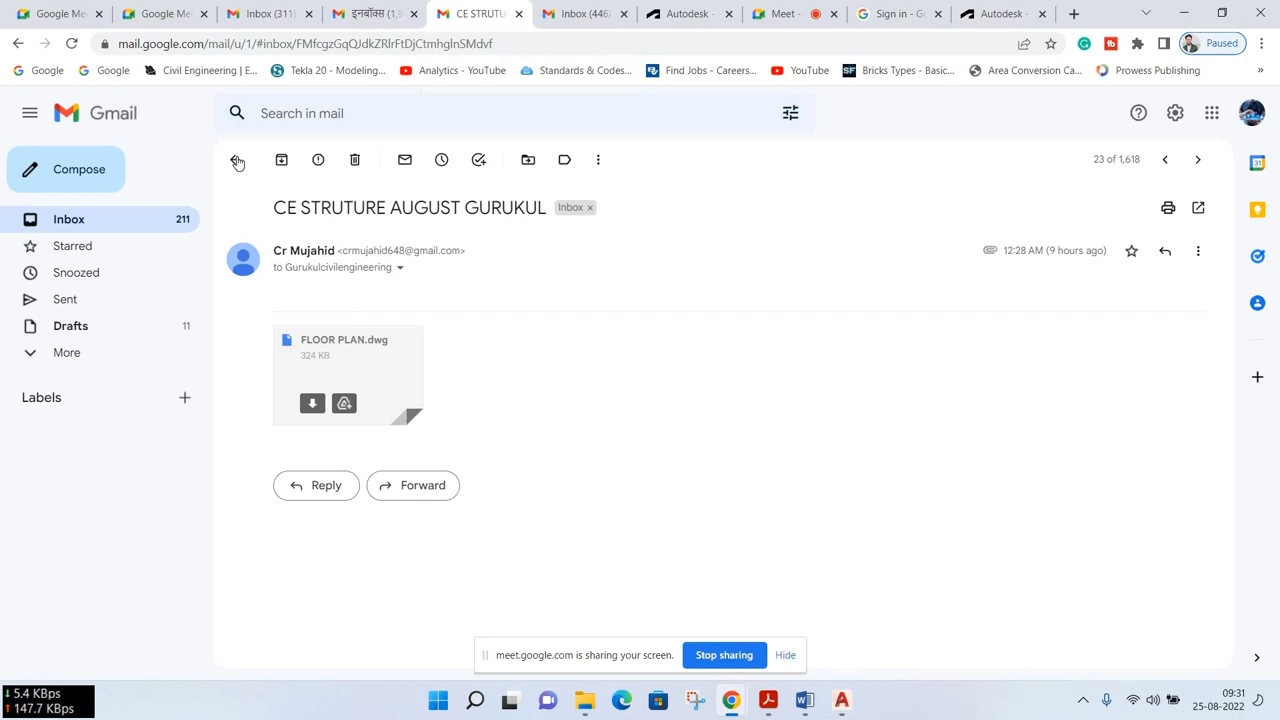 Google Me
Google Me
Inbox (311)
इनबॉक्स (1,9
CE STRUTU
Inbox (446)
Autodesk -
Meet -
Sign in - Go
Autodesk -
mail.google.com/mail/u/1/#inbox/FMfcgzGqQJdkZBlrFtDjCtmhglnSMdvf
Paused
Google
Google
Civil Engineering | E...
Tekla 20 - Modeling...
Analytics - YouTube
Standards & Codes...
Find Jobs - Careers...
YouTube
Bricks Types - Basic...
Area Conversion Ca...
Prowess Publishing
Gmail
Search in mail
Compose
23 of 1,618
Inbox 211
Starred
Snoozed
Sent
Drafts 11
More
Labels
CE STRUTURE AUGUST GURUKUL
Inbox
Cr Mujahid <crmujahid648@gmail.com>
to Gurukulcivilengineering
12:28 AM (9 hours ago)
FLOOR PLAN.dwg
324 KB
Reply
Forward
meet.google.com is sharing your screen.
Stop sharing
Hide
5.4 KBps
147.7 KBps
09:31
25-08-2022